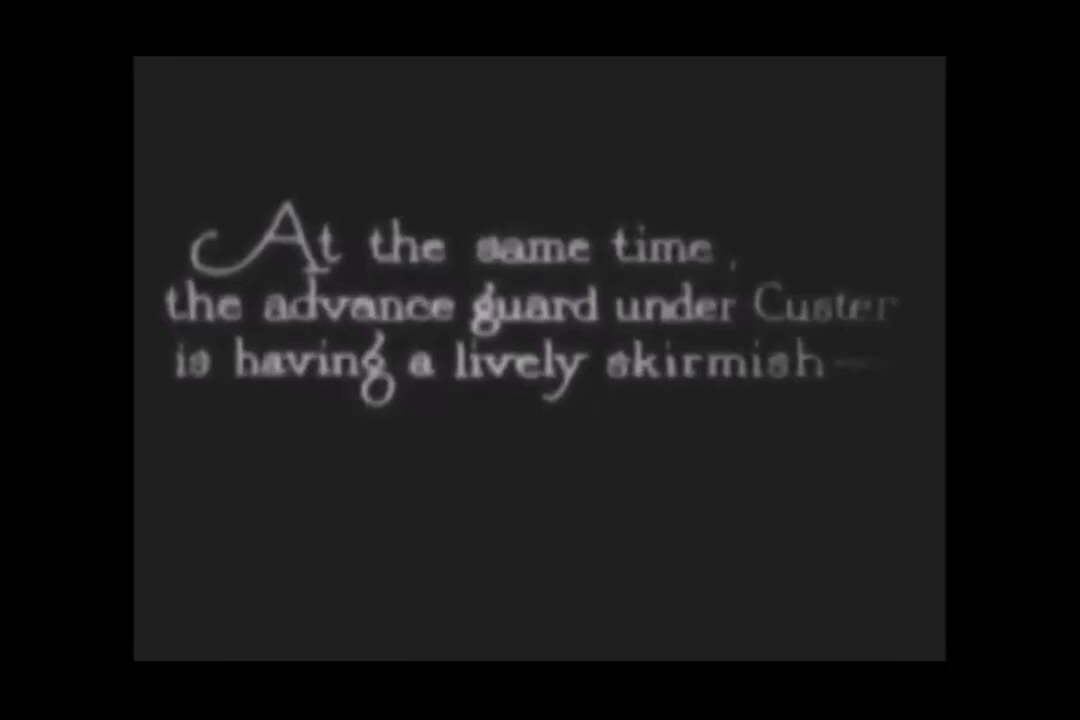 At the same time,
the advance guard under Custer
is having a lively skirmish—